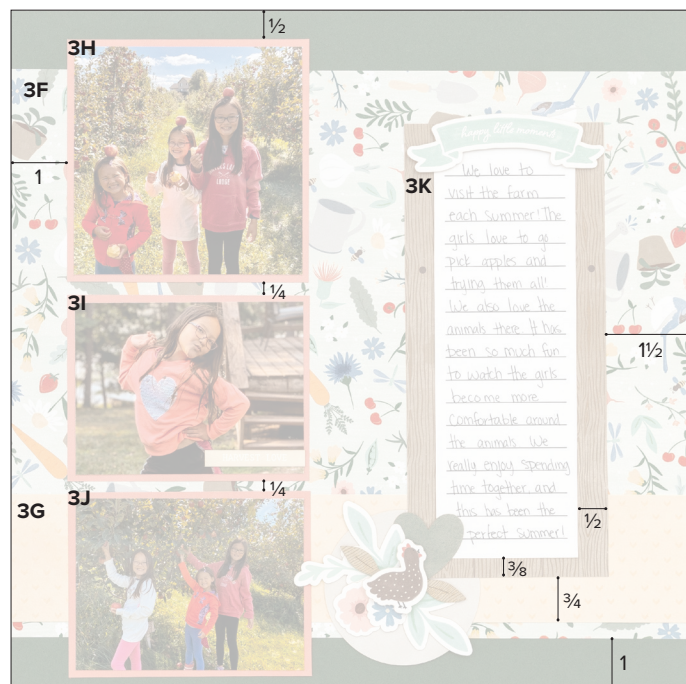 ½
3H
3F
1
3K
happy little moments
We love to
visit the farm
each summer! The
girls love to go
pick apples and
trying them all!
We also love the
animals there. It has
been so much fun
to watch the girls
become more
comfortable around
the animals. We
really enjoy spending
time together and
this has been the
perfect summer!
¼
3I
1½
¼
3J
3G
½
⅜
¾
1